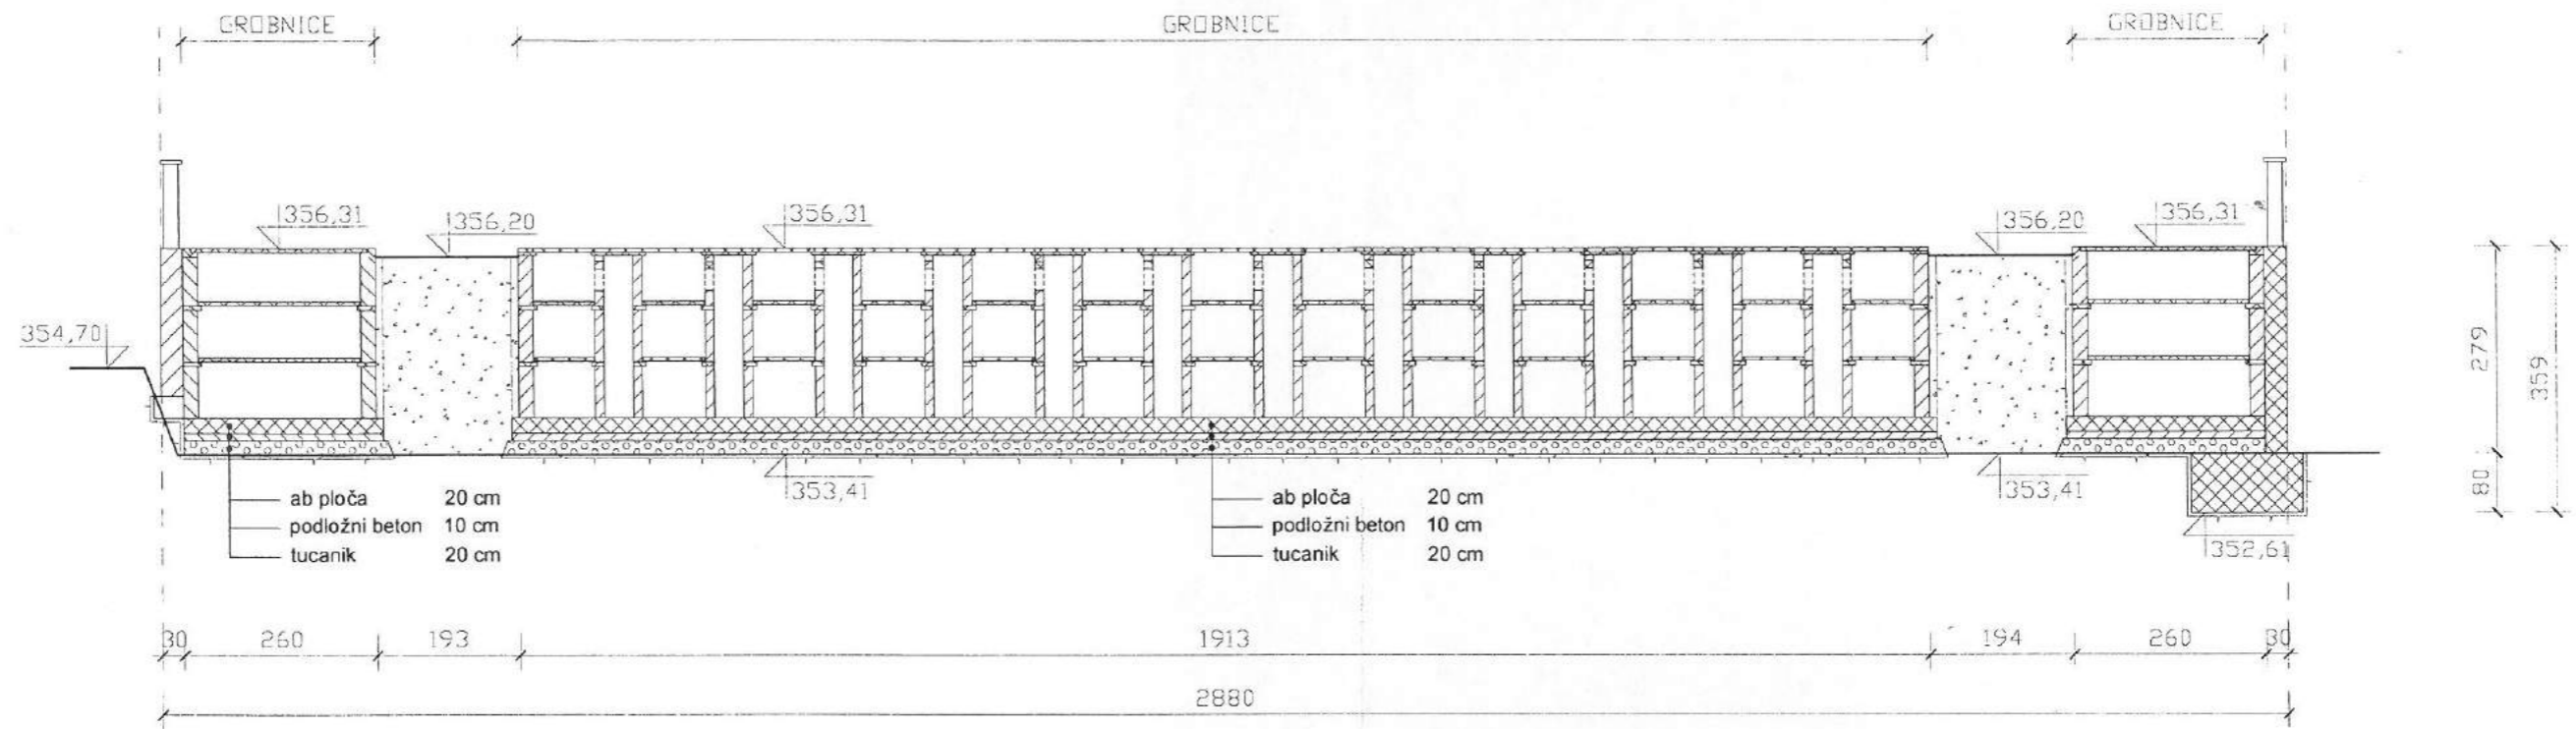 GROBNICE GROBNICE GROBNICE
356,31 356,20 356,31 356,20 356,31
354,70
279
359
80
353,41 353,41
352,61
ab ploča 20 cm
podložni beton 10 cm
tucanik 20 cm
ab ploča 20 cm
podložni beton 10 cm
tucanik 20 cm
30 260 193 1913 194 260 30
2880